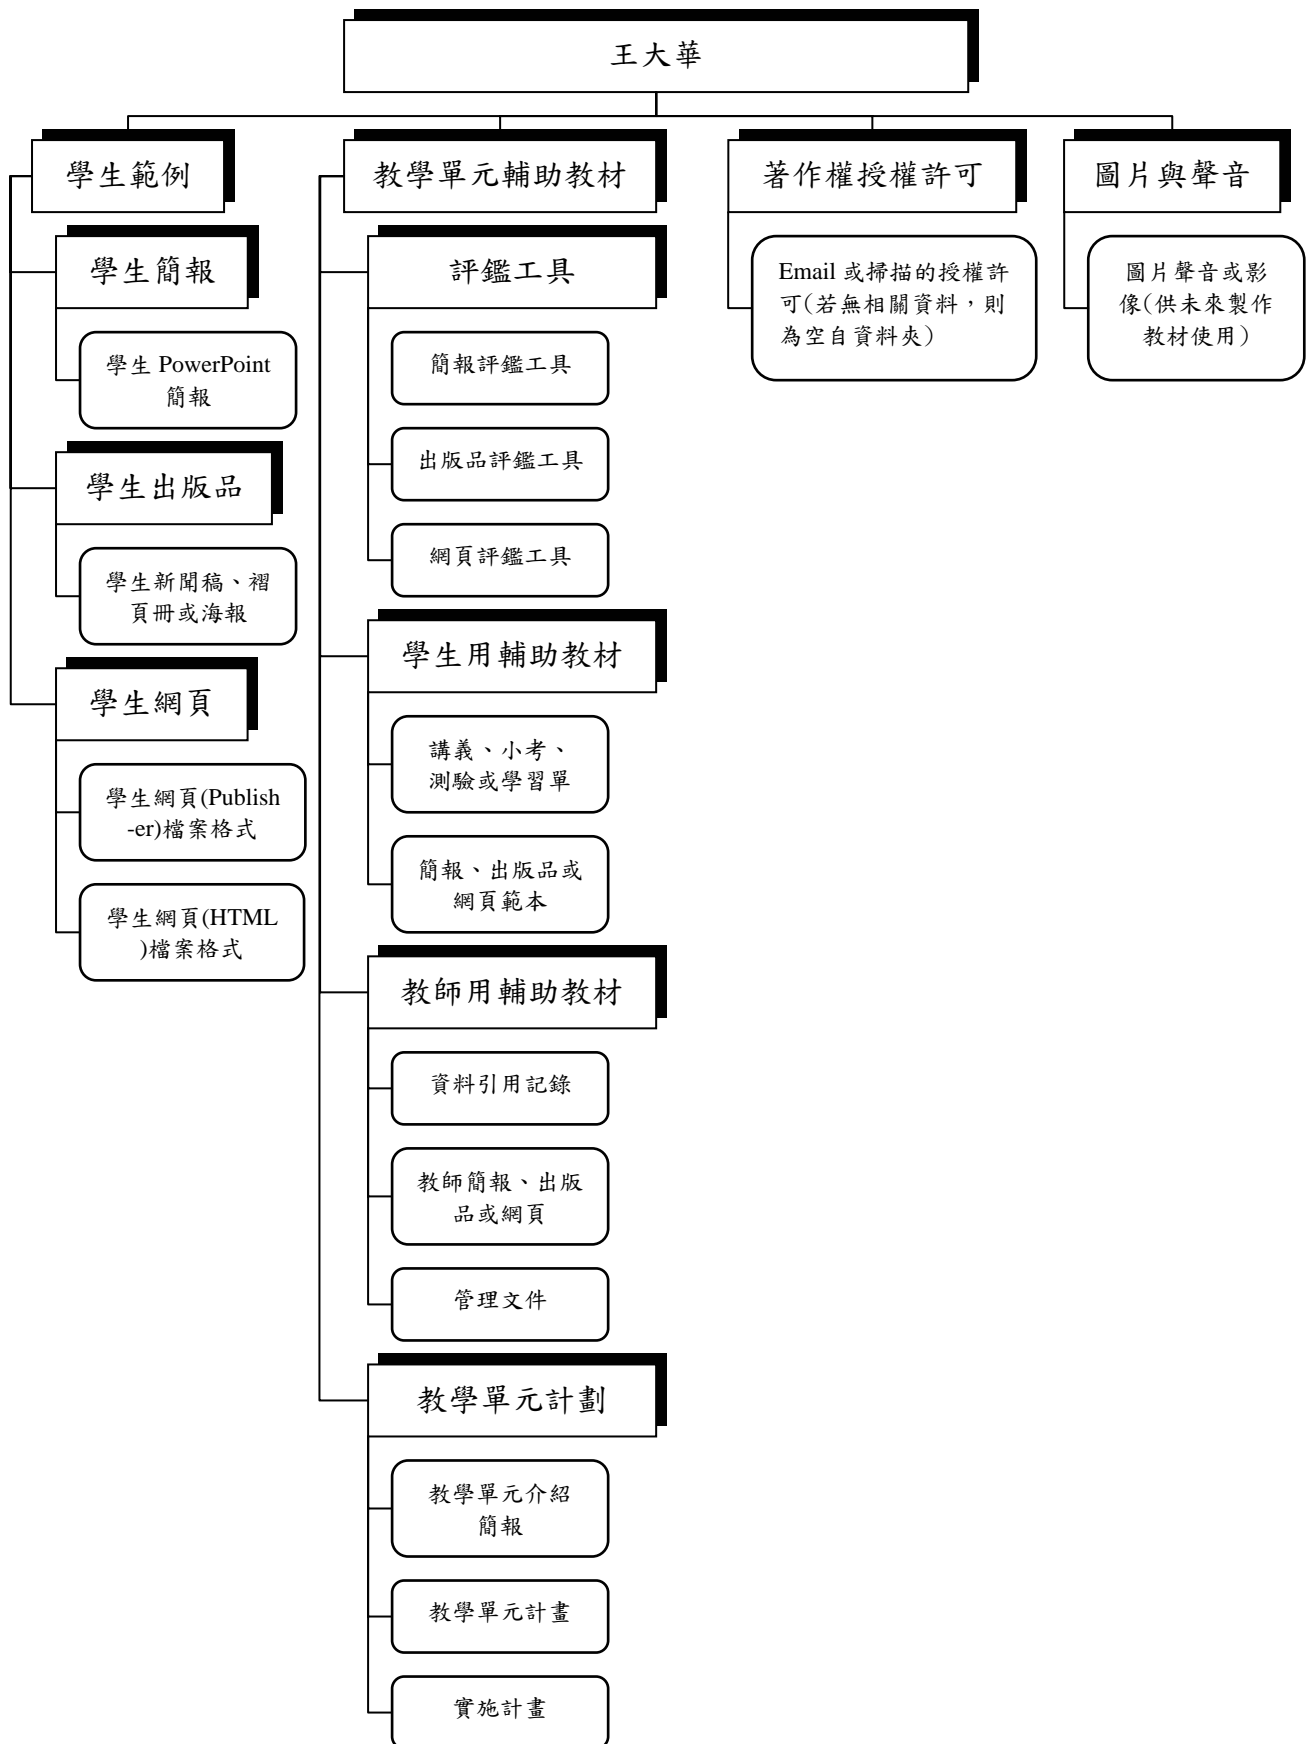 王大華
學生範例
學生簡報
學生 PowerPoint
簡報
學生出版品
學生新聞稿、褶
頁冊或海報
學生網頁
學生網頁(Publish
-er)檔案格式
學生網頁(HTML
)檔案格式
教學單元輔助教材
評鑑工具
簡報評鑑工具
出版品評鑑工具
網頁評鑑工具
學生用輔助教材
講義、小考、
測驗或學習單
簡報、出版品或
網頁範本
教師用輔助教材
資料引用記錄
教師簡報、出版
品或網頁
管理文件
教學單元計劃
教學單元介紹
簡報
教學單元計畫
實施計畫
著作權授權許可
Email 或掃描的授權許
可(若無相關資料，則
為空自資料夾)
圖片與聲音
圖片聲音或影
像(供未來製作
教材使用)